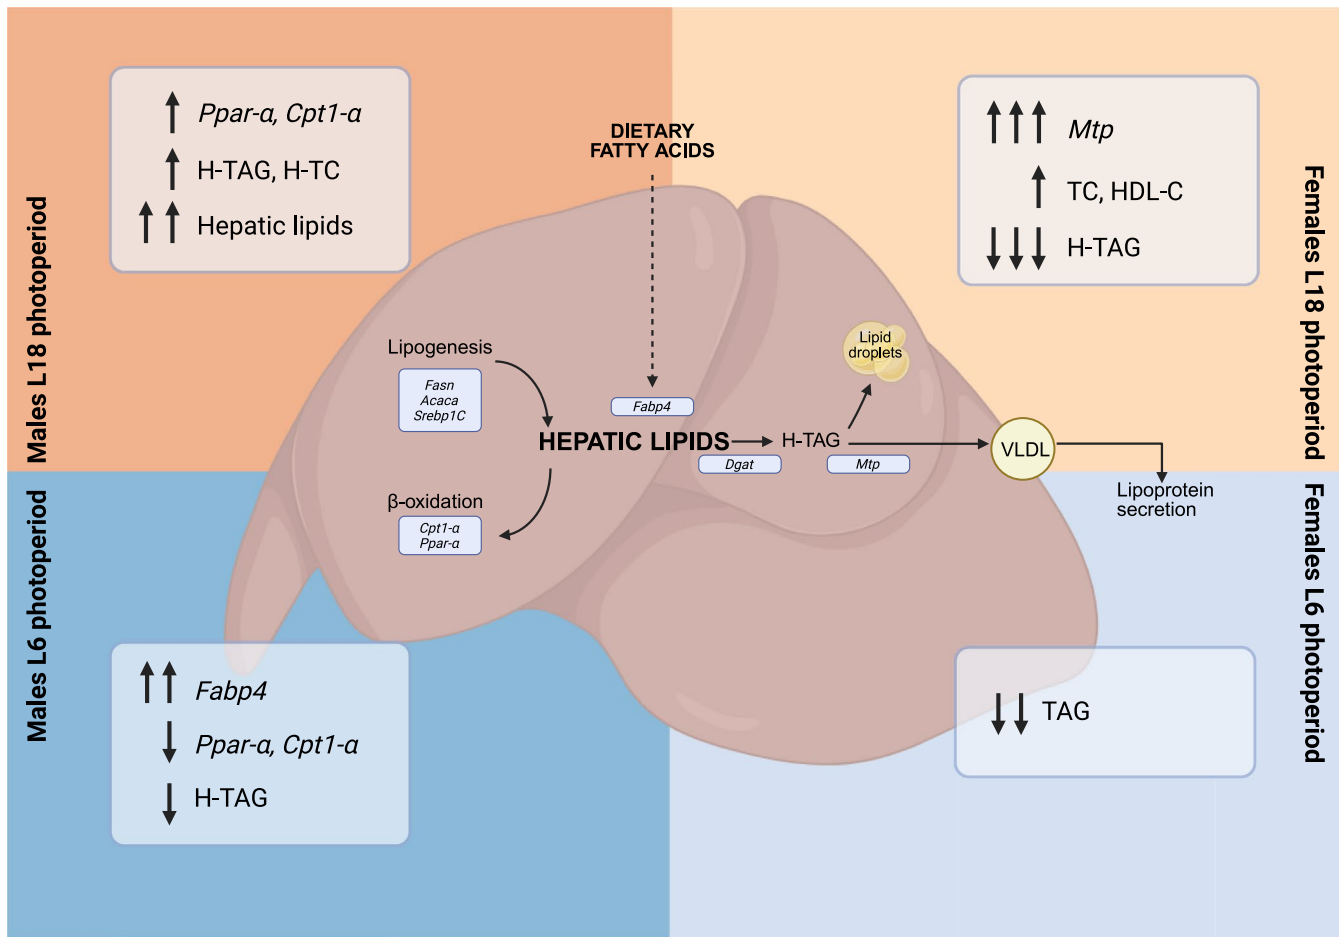 Males L18 photoperiod
↑ Ppar-α, Cpt1-α
↑ H-TAG, H-TC
↑↑ Hepatic lipids
DIETARY
FATTY ACIDS
↑↑↑ Mtp
↑ TC, HDL-C
↓↓↓ H-TAG
Females L18 photoperiod
Lipogenesis
Fasn
Acaca
Srebp1C
Fabp4
HEPATIC LIPIDS
Dgat
H-TAG
Mtp
Lipid
droplets
VLDL
Lipoprotein
secretion
β-oxidation
Cpt1-α
Ppar-α
Males L6 photoperiod
↑↑ Fabp4
↓ Ppar-α, Cpt1-α
↓ H-TAG
↓↓ TAG
Females L6 photoperiod